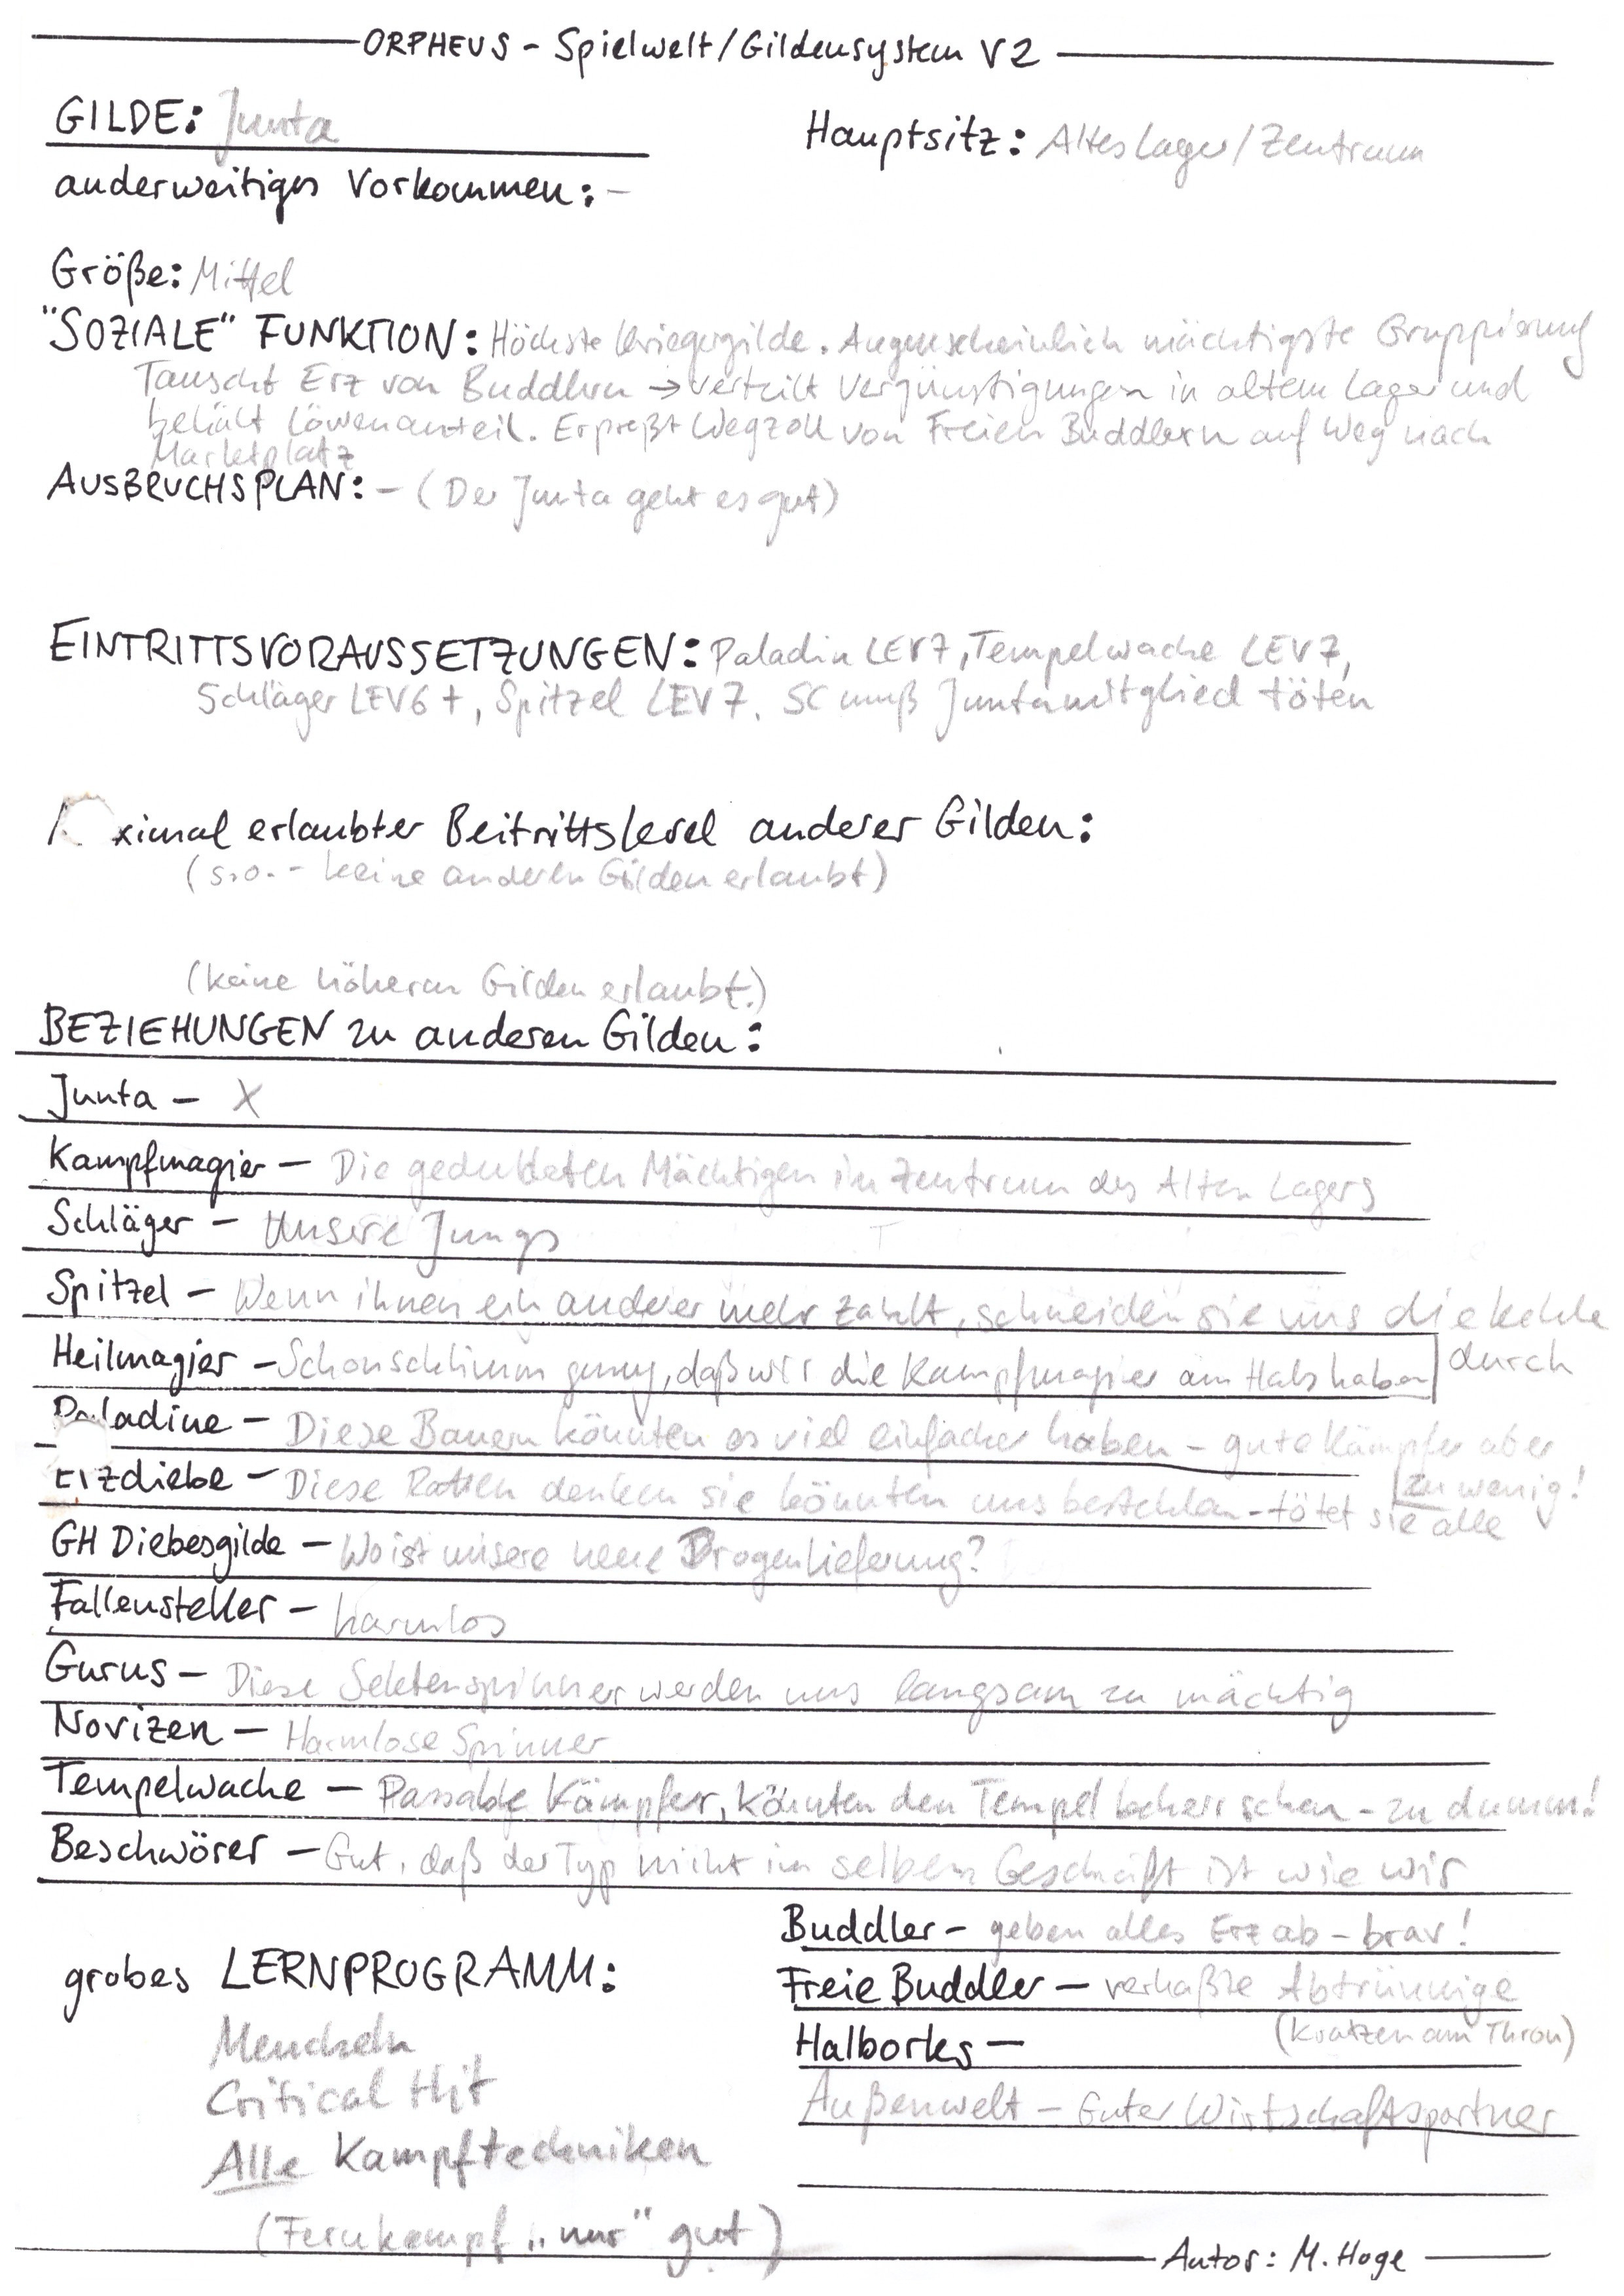 ORPHEUS - Spielwelt/Gildensystem V2
GILDE: Junta
Hauptsitz: Altes Lager/Zentrum
anderweitiges Vorkommen: -
Größe: Mittel
"SOZIALE" FUNKTION: Höchste Kriegergilde. Augenscheinlich mächtigste Gruppierung
Tauscht Erz von Buddlern → verteilt Vergünstigungen in altem Lager und
behält Löwenanteil. Erpreßt Wegzoll von Freien Buddlern auf Weg nach
Marktplatz
AUSBRUCHSPLAN: - (Der Junta geht es gut)
EINTRITTSVORAUSSETZUNGEN: Paladin LEV7, Tempelwache LEV7,
Schläger LEV6+, Spitzel LEV7. SC muß Juntamitglied töten
ximal erlaubter Beitrittslevel anderer Gilden:
(s.o. - keine anderen Gilden erlaubt)
(keine höheren Gilden erlaubt.)
BEZIEHUNGEN zu anderen Gilden:
Junta - X
Kampfmagier - Die geduldeten Mächtigen im Zentrum des Alten Lagers
Schläger - Unsere Jungs
Spitzel - Wenn ihnen ein anderer mehr zahlt, schneiden sie uns die Kehle
durch
Heilmagier - Schon schlimm genug, daß wir die Kampfmagier am Hals haben
Paladine - Diese Bauern könnten es viel einfacher haben - gute Kämpfer aber
zu wenig!
Erzdiebe - Diese Ratten denken sie könnten uns bestehlen - tötet sie alle
GH Diebesgilde - Wo ist unsere neue Drogenlieferung?
Fallensteller - harmlos
Gurus - Diese Sektenspinner werden uns langsam zu mächtig
Novizen - Harmlose Spinner
Tempelwache - Passable Kämpfer, könnten den Tempel beherrschen - zu dumm!
Beschwörer - Gut, daß der Typ nicht im selben Geschäft ist wie wir
Buddler - geben alles Erz ab - brav!
Freie Buddler - verhaßte Abtrünnige
(Kratzen am Thron)
Halborks -
Außenwelt - Guter Wirtschaftspartner
grobes LERNPROGRAMM:
Meucheln
Critical Hit
Alle Kampftechniken
(Fernkampf „nur" gut)
Autor: M. Hoge